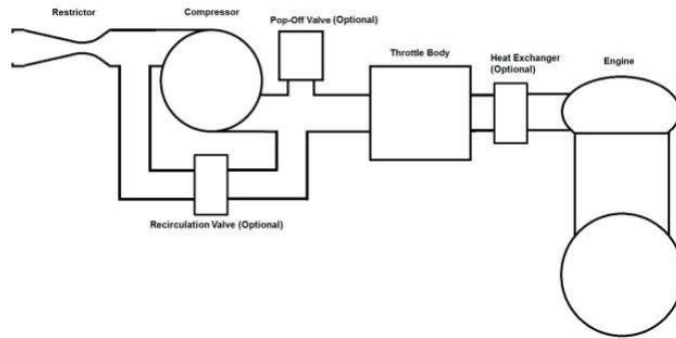 Restrictor
Compressor
Pop-Off Valve (Optional)
Throttle Body
Heat Exchanger
(Optional)
Engine
Recirculation Valve (Optional)